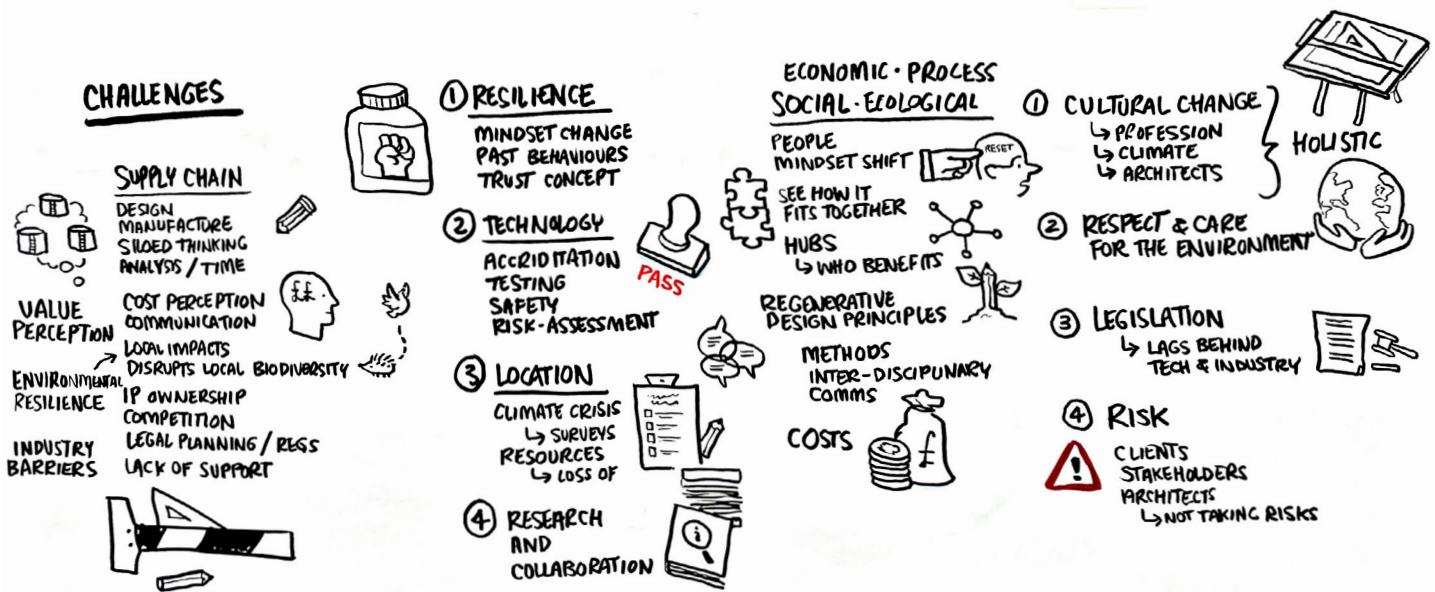 CHALLENGES
SUPPLY CHAIN
DESIGN
MANUFACTURE
SILOED THINKING
ANALYSIS / TIME
VALUE
PERCEPTION
COST PERCEPTION
COMMUNICATION
££
LOCAL IMPACTS
DISRUPTS LOCAL BIODIVERSITY
ENVIRONMENTAL
RESILIENCE
IP OWNERSHIP
COMPETITION
LEGAL PLANNING / REGS
INDUSTRY
BARRIERS
LACK OF SUPPORT
① RESILIENCE
MINDSET CHANGE
PAST BEHAVIOURS
TRUST CONCEPT
② TECHNOLOGY
ACCRIDITATION
TESTING
SAFETY
RISK-ASSESSMENT
PASS
③ LOCATION
CLIMATE CRISIS
↳ SURVEYS
RESOURCES
↳ LOSS OF
④ RESEARCH
AND
COLLABORATION
ECONOMIC · PROCESS
SOCIAL · ECOLOGICAL
PEOPLE
MINDSET SHIFT
RESET
SEE HOW IT
FITS TOGETHER
HUBS
↳ WHO BENEFITS
REGENERATIVE
DESIGN PRINCIPLES
METHODS
INTER-DISCIPLINARY
COMMS
COSTS
£
① CULTURAL CHANGE
↳ PROFESSION
↳ CLIMATE
↳ ARCHITECTS
HOLISTIC
② RESPECT & CARE
FOR THE ENVIRONMENT
③ LEGISLATION
↳ LAGS BEHIND
TECH & INDUSTRY
④ RISK
!
CLIENTS
STAKEHOLDERS
ARCHITECTS
↳ NOT TAKING RISKS